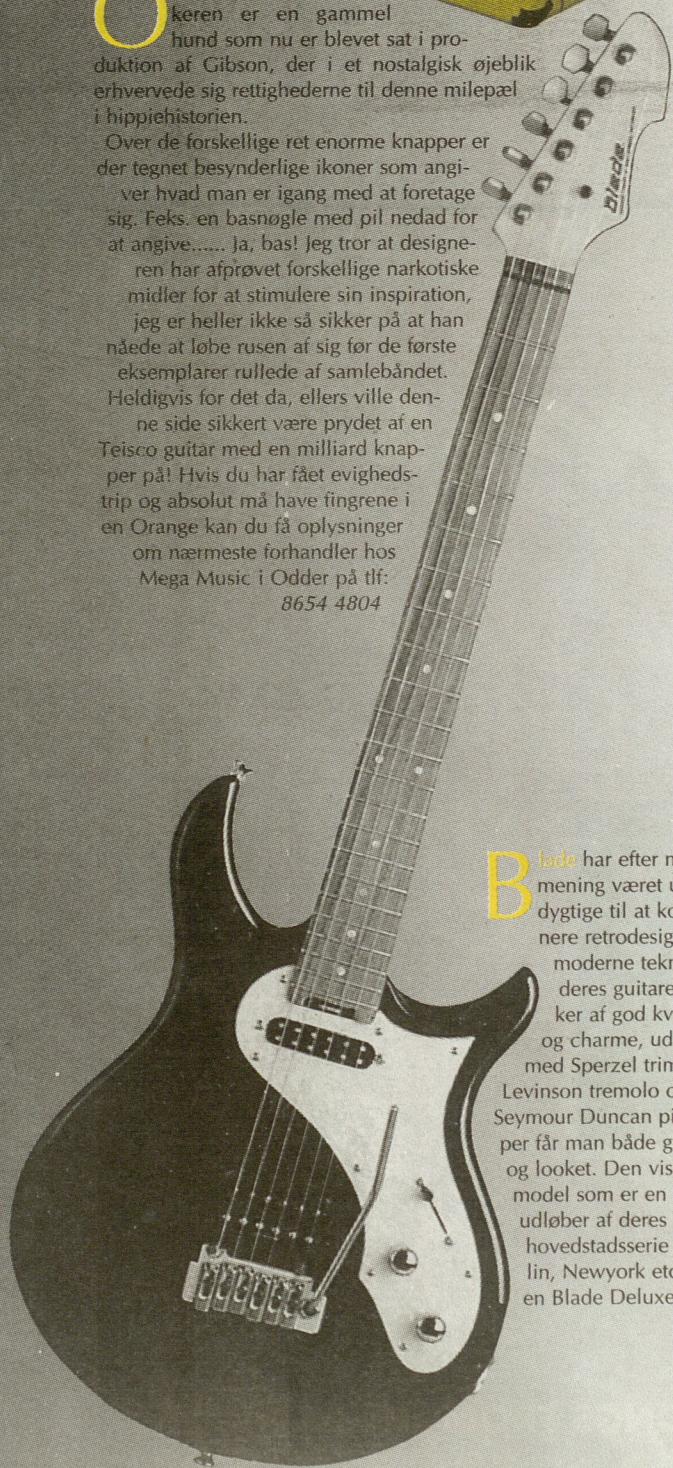 Okeren er en gammel
hund som nu er blevet sat i pro-
duktion af Gibson, der i et nostalgisk øjeblik
erhvervede sig rettighederne til denne milepæl
i hippiehistorien.
Over de forskellige ret enorme knapper er
der tegnet besynderlige ikoner som angi-
ver hvad man er igang med at foretage
sig. Feks. en basnøgle med pil nedad for
at angive...... Ja, bas! Jeg tror at designe-
ren har afprøvet forskellige narkotiske
midler for at stimulere sin inspiration,
jeg er heller ikke så sikker på at han
nåede at løbe rusen af sig før de første
eksemplarer rullede af samlebåndet.
Heldigvis for det da, ellers ville den-
ne side sikkert være prydet af en
Teisco guitar med en milliard knap-
per på! Hvis du har fået evigheds-
trip og absolut må have fingrene i
en Orange kan du få oplysninger
om nærmeste forhandler hos
Mega Music i Odder på tlf:
8654 4804
Blade
Blade har efter m
mening været u
dygtige til at ko
nere retrodesig
moderne tekn
deres guitare
ker af god kv
og charme, ud
med Sperzel trim
Levinson tremolo o
Seymour Duncan pi
per får man både g
og looket. Den vis
model som er en
udløber af deres
hovedstadsserie
lin, Newyork etc
en Blade Deluxe